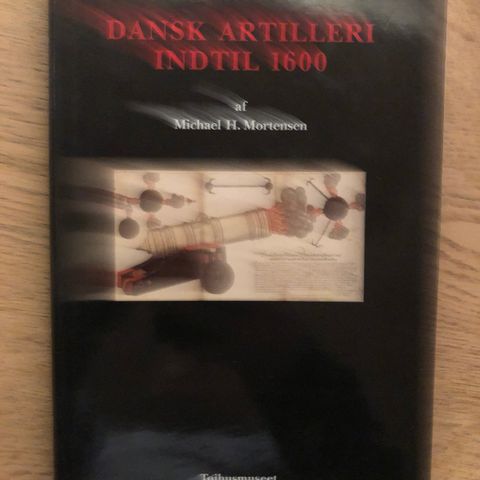 DANSK ARTILLERI
INDTIL 1600
af
Michael H. Mortensen
Tøjhusmuseet